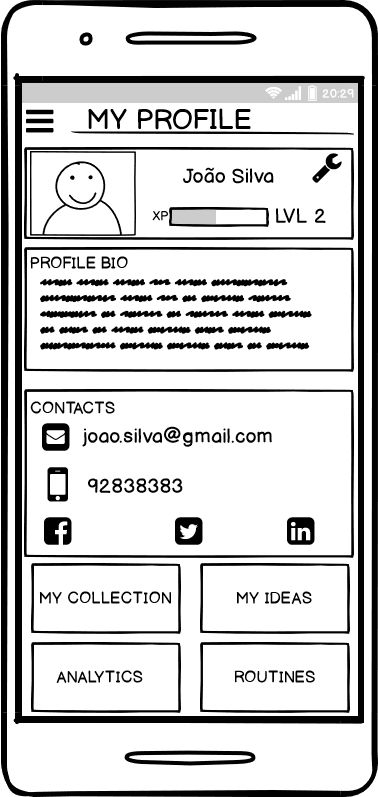 20:29
MY PROFILE
João Silva
XP LVL 2
PROFILE BIO
CONTACTS
joao.silva@gmail.com
92838383
MY COLLECTION MY IDEAS
ANALYTICS ROUTINES